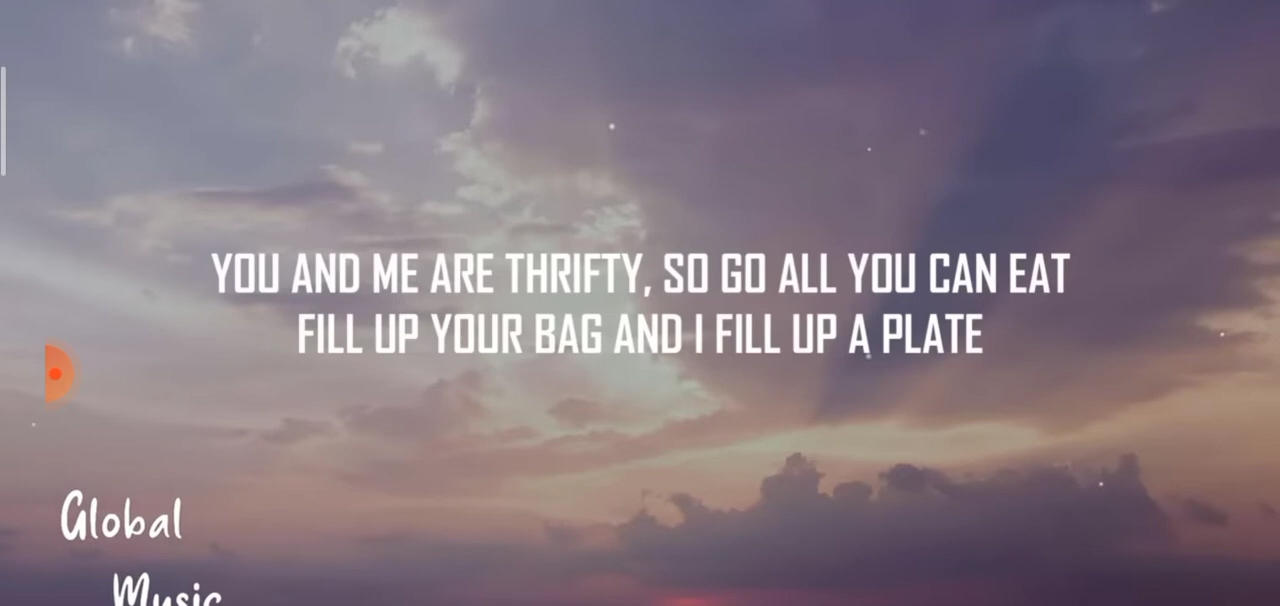 YOU AND ME ARE THRIFTY, SO GO ALL YOU CAN EAT
FILL UP YOUR BAG AND I FILL UP A PLATE
Global
Music